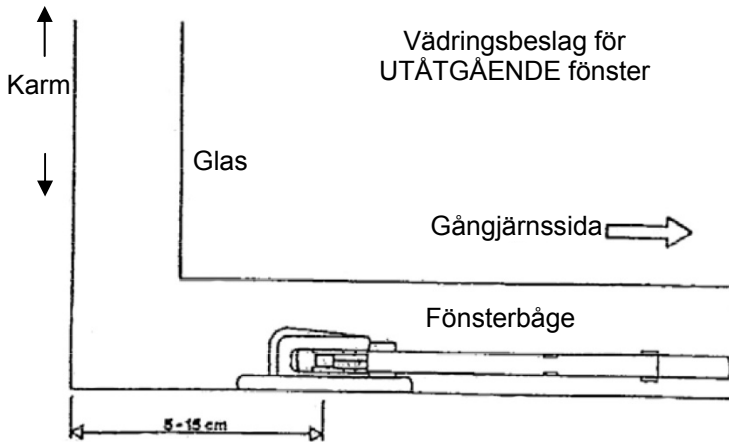 Vädringsbeslag för
UTÅTGÅENDE fönster
Karm
Glas
Gångjärnssida
Fönsterbåge
5-15 cm